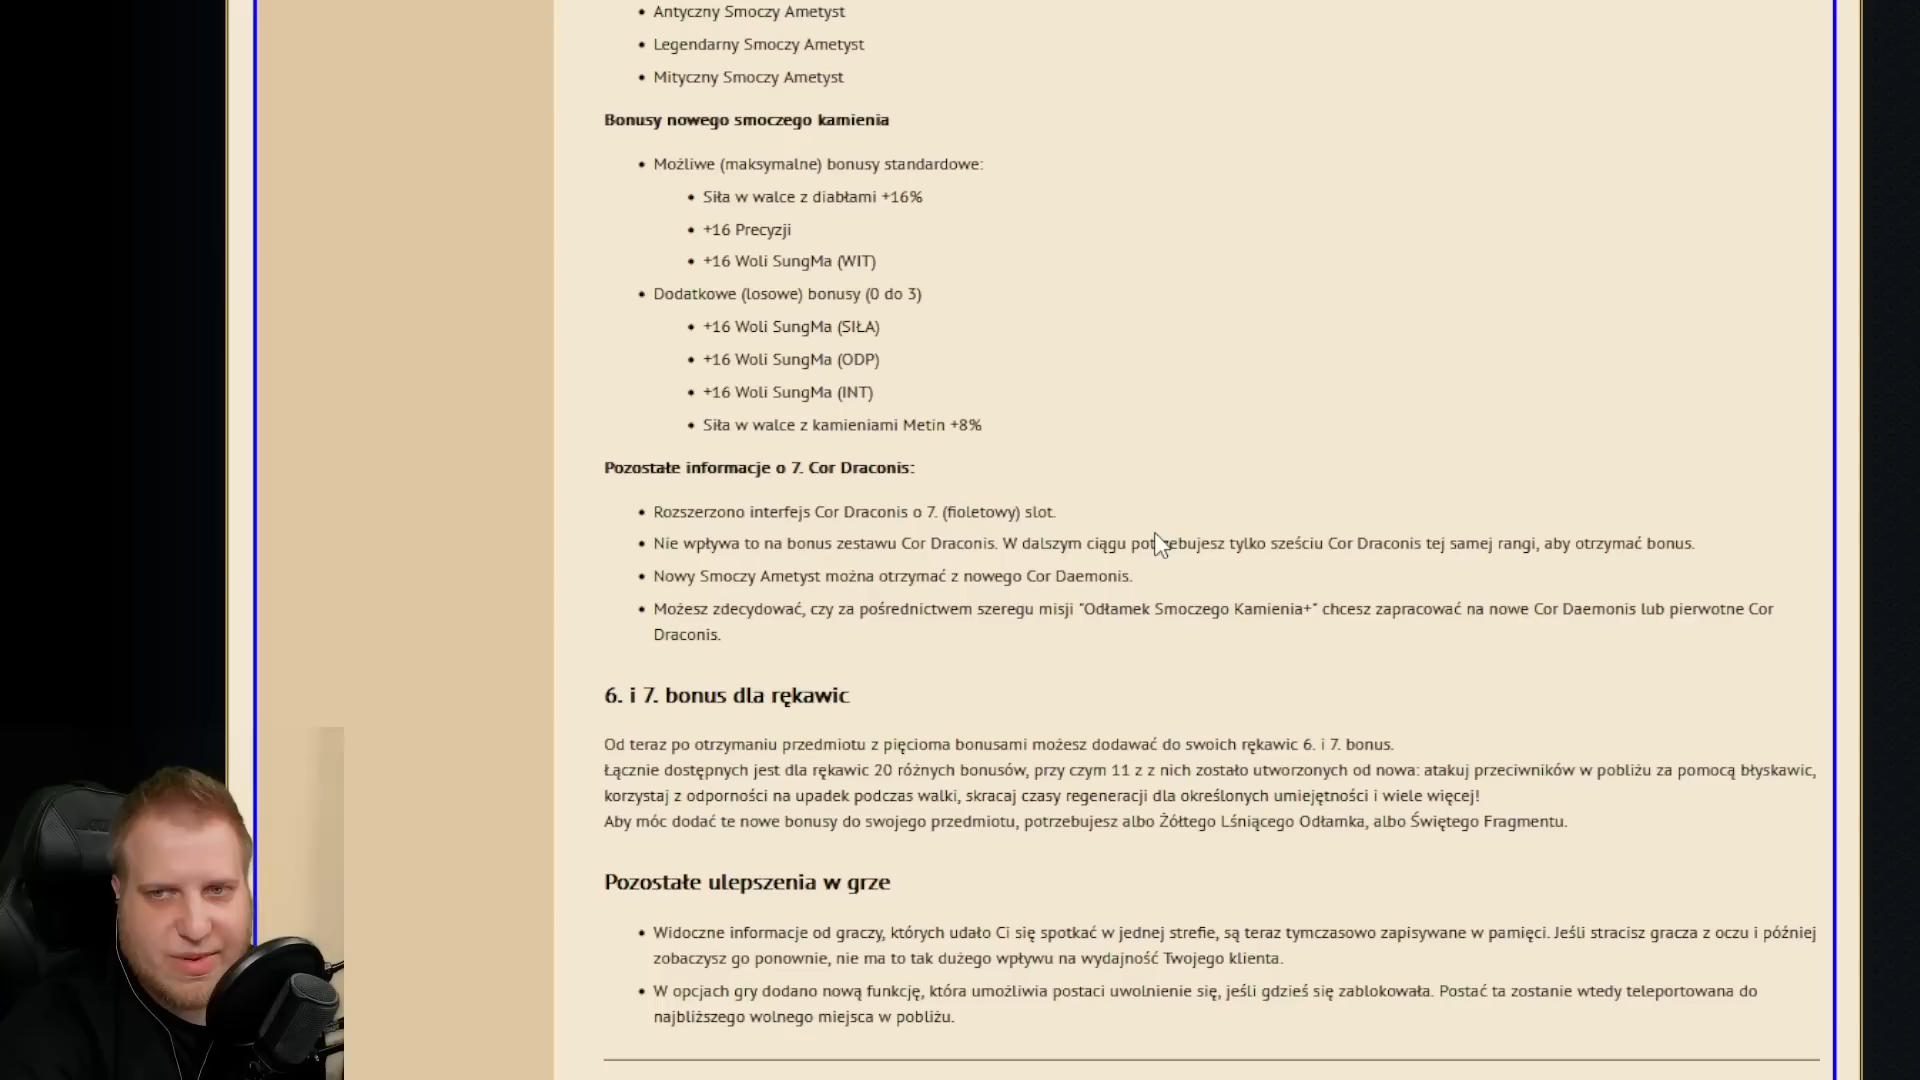 Antyczny Smoczy Ametyst
Legendarny Smoczy Ametyst
Mityczny Smoczy Ametyst
Bonusy nowego smoczego kamienia
Możliwe (maksymalne) bonusy standardowe:
Siła w walce z diabłami +16%
+16 Precyzji
+16 Woli SungMa (WIT)
Dodatkowe (losowe) bonusy (0 do 3)
+16 Woli SungMa (SIŁA)
+16 Woli SungMa (ODP)
+16 Woli SungMa (INT)
Siła w walce z kamieniami Metin +8%
Pozostałe informacje o 7. Cor Draconis:
Rozszerzono interfejs Cor Draconis o 7. (fioletowy) slot.
Nie wpływa to na bonus zestawu Cor Draconis. W dalszym ciągu potrzebujesz tylko sześciu Cor Draconis tej samej rangi, aby otrzymać bonus.
Nowy Smoczy Ametyst można otrzymać z nowego Cor Daemonis.
Możesz zdecydować, czy za pośrednictwem szeregu misji "Odłamek Smoczego Kamienia+" chcesz zapracować na nowe Cor Daemonis lub pierwotne Cor
Draconis.
6. i 7. bonus dla rękawic
Od teraz po otrzymaniu przedmiotu z pięcioma bonusami możesz dodawać do swoich rękawic 6. i 7. bonus.
Łącznie dostępnych jest dla rękawic 20 różnych bonusów, przy czym 11 z z nich zostało utworzonych od nowa: atakuj przeciwników w pobliżu za pomocą błyskawic,
korzystaj z odporności na upadek podczas walki, skracaj czasy regeneracji dla określonych umiejętności i wiele więcej!
Aby móc dodać te nowe bonusy do swojego przedmiotu, potrzebujesz albo Żółtego Lśniącego Odłamka, albo Świętego Fragmentu.
Pozostałe ulepszenia w grze
Widoczne informacje od graczy, których udało Ci się spotkać w jednej strefie, są teraz tymczasowo zapisywane w pamięci. Jeśli stracisz gracza z oczu i później
zobaczysz go ponownie, nie ma to tak dużego wpływu na wydajność Twojego klienta.
W opcjach gry dodano nową funkcję, która umożliwia postaci uwolnienie się, jeśli gdzieś się zablokowała. Postać ta zostanie wtedy teleportowana do
najbliższego wolnego miejsca w pobliżu.